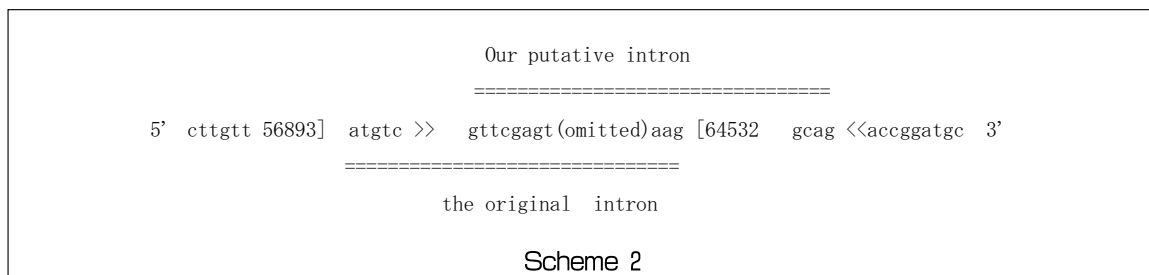 Our putative intron
=================================
5' cttgtt 56893] atgtc >> gttcgagt(omitted)aag [64532 gcag <<accggatgc 3'
===============================
the original intron
Scheme 2